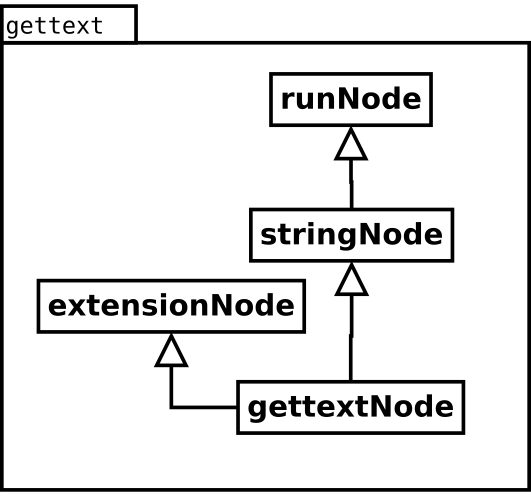 gettext
runNode
stringNode
extensionNode
gettextNode